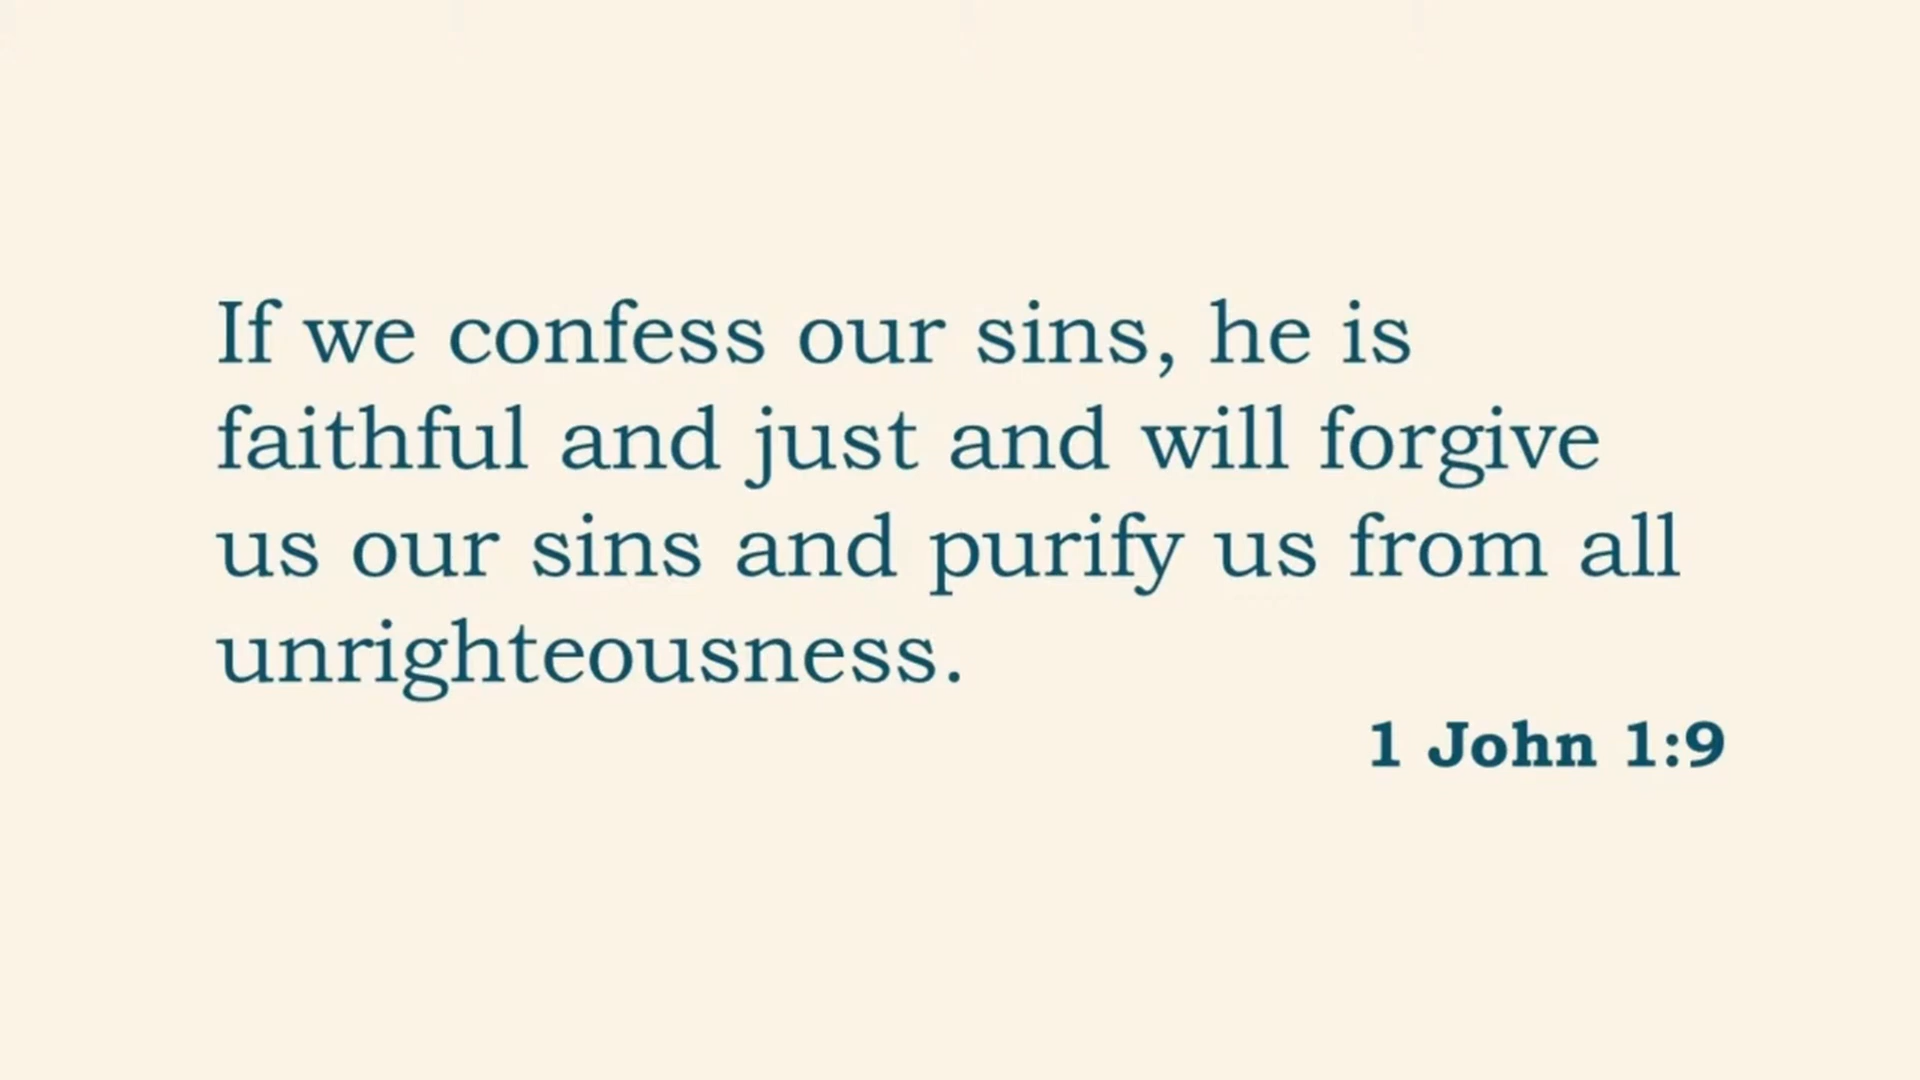 If we confess our sins, he is
faithful and just and will forgive
us our sins and purify us from all
unrighteousness.
1 John 1:9